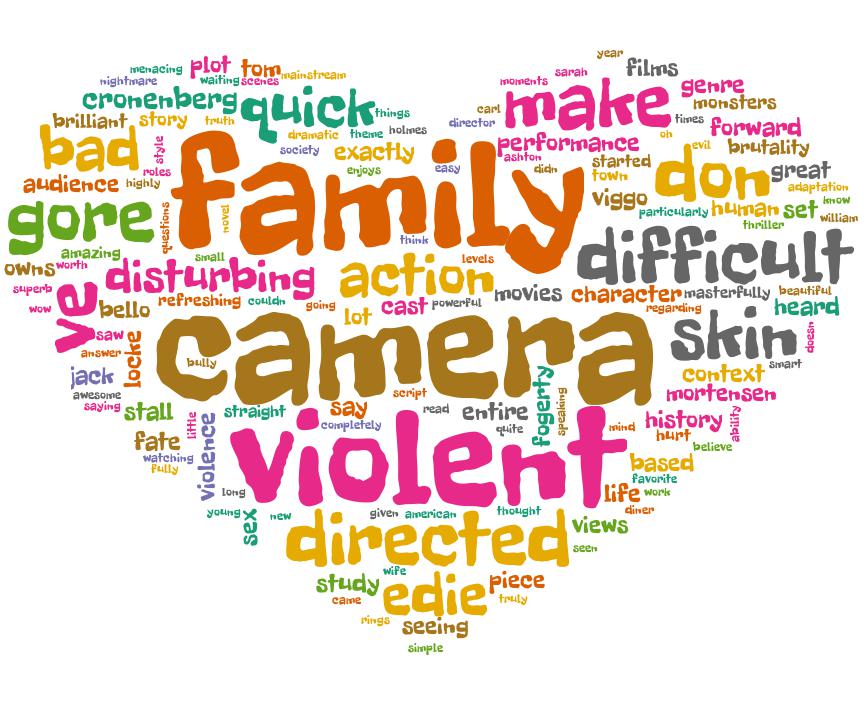 year
menacing plot tom mainstream
sarah films
nightmare waiting scenes
moments genre
cronenberg quick things
carl make monsters
brilliant story truth
director times forward
bad style dramatic theme holmes
performance oh evil brutality
society exactly
ashton started
family
audience highly roles enjoys easy didn town don great adaptation
viggo particularly human set know
gore questions novel
thriller william
think
difficult
amazing small levels
owns worth disturbing action
superb ve refreshing couldn going cast powerful movies character masterfully beautiful
wow bello lot regarding heard
saw camera skin doesn
answer locke bully smart
jack context
awesome script fogerty speaking mortensen
saying stall straight say read entire history ability
little violence completely quite mind
fate violent hurt believe
watching based
fully favorite
long life work
young sex new given american thought diner
directed views
seen
wife
study edie piece
came truly
rings seeing
simple